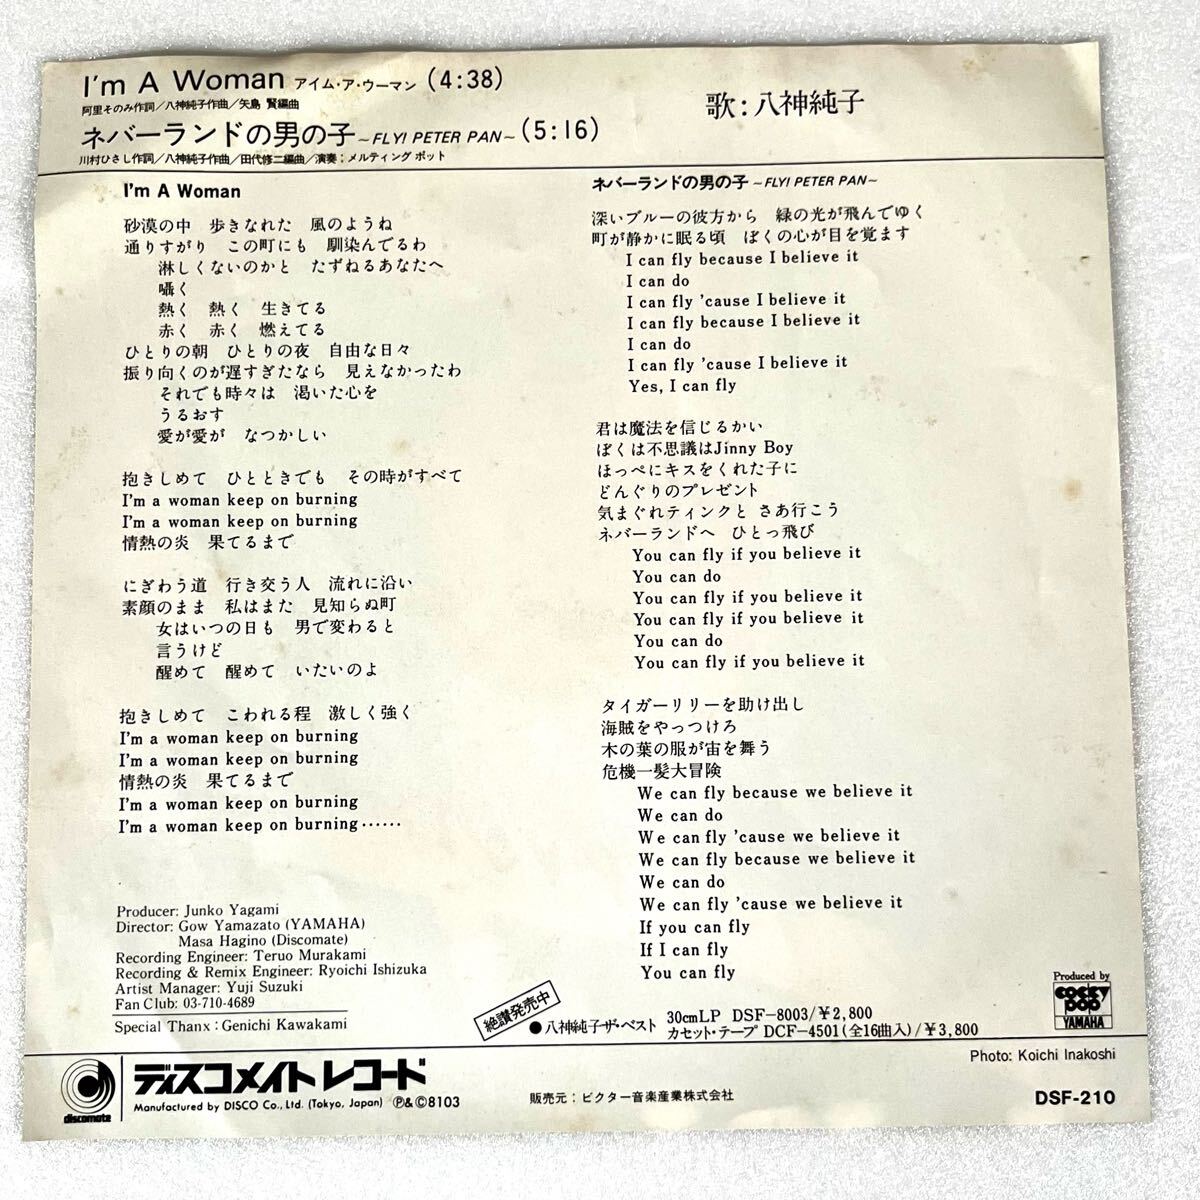 I'm A Woman アイム・ア・ウーマン (4:38)
阿里そのみ作詞／八神純子作曲／矢島 賢編曲
ネバーランドの男の子 ~FLY! PETER PAN~ (5:16)
川村ひさし作詞／八神純子作曲／田代修二編曲／演奏：メルティング ポット
歌：八神純子
I'm A Woman
砂漠の中　歩きなれた　風のようね
通りすがり　この町にも　馴染んでるわ
淋しくないのかと　たずねるあなたへ
囁く
熱く　熱く　生きてる
赤く　赤く　燃えてる
ひとりの朝　ひとりの夜　自由な日々
振り向くのが遅すぎたなら　見えなかったわ
それでも時々は　渇いた心を
うるおす
愛が愛が　なつかしい
抱きしめて　ひとときでも　その時がすべて
I'm a woman keep on burning
I'm a woman keep on burning
情熱の炎　果てるまで
にぎわう道　行き交う人　流れに沿い
素顔のまま　私はまた　見知らぬ町
女はいつの日も　男で変わると
言うけど
醒めて　醒めて　いたいのよ
抱きしめて　こわれる程　激しく強く
I'm a woman keep on burning
I'm a woman keep on burning
情熱の炎　果てるまで
I'm a woman keep on burning
I'm a woman keep on burning……
ネバーランドの男の子 ~FLY! PETER PAN~
深いブルーの彼方から　緑の光が飛んでゆく
町が静かに眠る頃　ぼくの心が目を覚ます
I can fly because I believe it
I can do
I can fly 'cause I believe it
I can fly because I believe it
I can do
I can fly 'cause I believe it
Yes, I can fly
君は魔法を信じるかい
ぼくは不思議はJinny Boy
ほっぺにキスをくれた子に
どんぐりのプレゼント
気まぐれティンクと さあ行こう
ネバーランドへ　ひとっ飛び
You can fly if you believe it
You can do
You can fly if you believe it
You can fly if you believe it
You can do
You can fly if you believe it
タイガーリリーを助け出し
海賊をやっつけろ
木の葉の服が宙を舞う
危機一髪大冒険
We can fly because we believe it
We can do
We can fly 'cause we believe it
We can fly because we believe it
We can do
We can fly 'cause we believe it
If you can fly
If I can fly
You can fly
Producer: Junko Yagami
Director: Gow Yamazato (YAMAHA)
Masa Hagino (Discomate)
Recording Engineer: Teruo Murakami
Recording & Remix Engineer: Ryoichi Ishizuka
Artist Manager: Yuji Suzuki
Fan Club: 03-710-4689
Special Thanx : Genichi Kawakami
絶讃発売中
●八神純子ザ・ベスト
30cmLP DSF-8003/￥2,800
カセット・テープ DCF-4501(全16曲入)/￥3,800
Produced by
COCKY POP
YAMAHA
Photo: Koichi Inakoshi
discomate
ディスコメイトレコード
Manufactured by DISCO Co., Ltd. (Tokyo, Japan) Ⓟ&Ⓒ8103
販売元：ビクター音楽産業株式会社
DSF-210